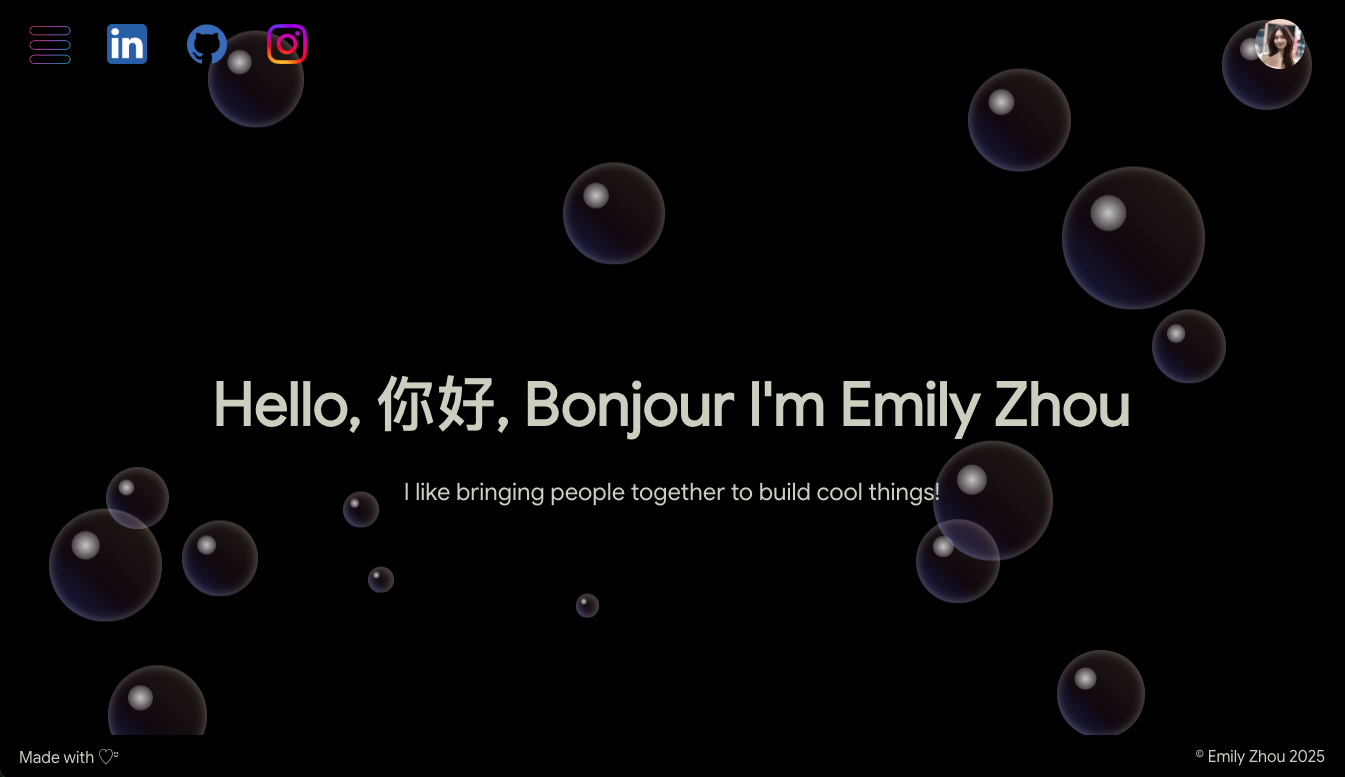 in
Hello, 你好, Bonjour I'm Emily Zhou
I like bringing people together to build cool things!
Made with ♡
© Emily Zhou 2025